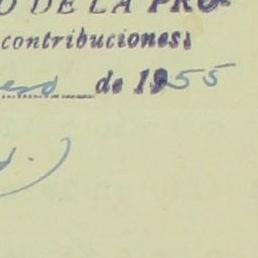 O DE LA PRO-
contribuciones;
de 1955